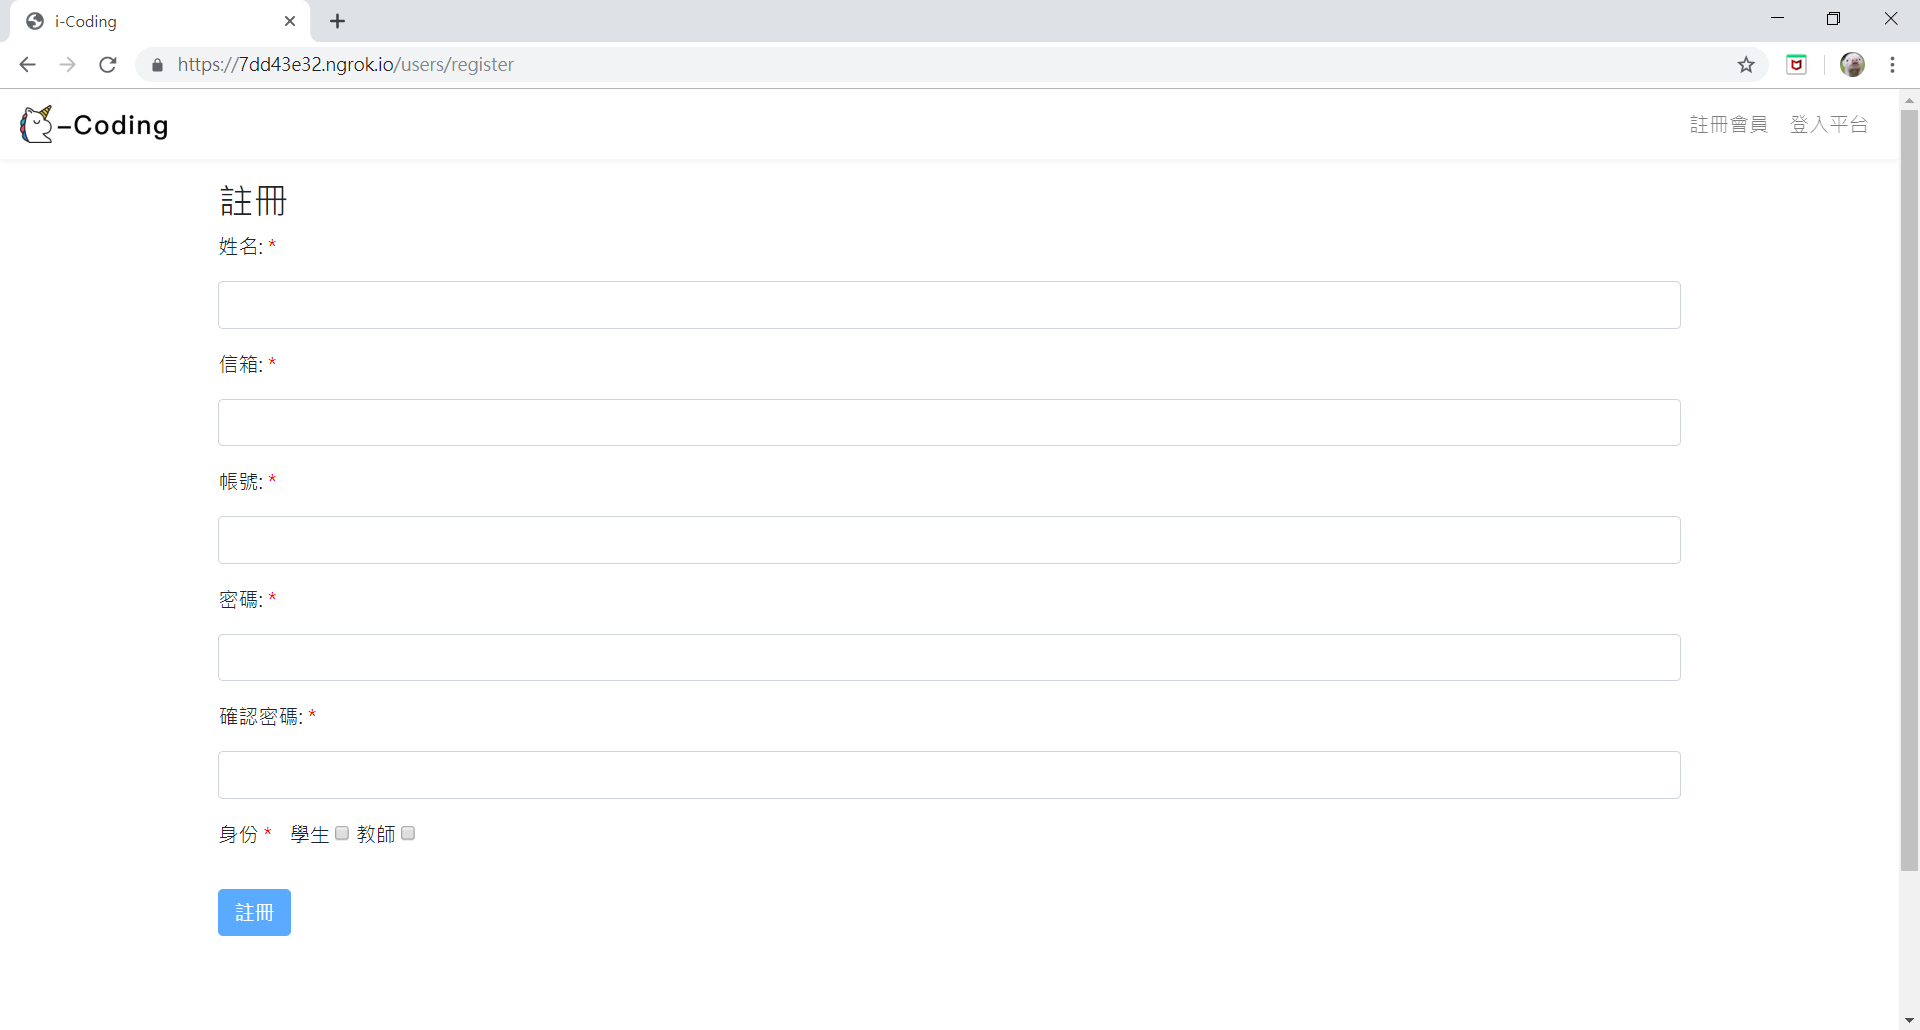 i-Coding
https://7dd43e32.ngrok.io/users/register
-Coding
註冊會員 登入平台
註冊
姓名: *
信箱: *
帳號: *
密碼: *
確認密碼: *
身份 * 學生 教師
註冊